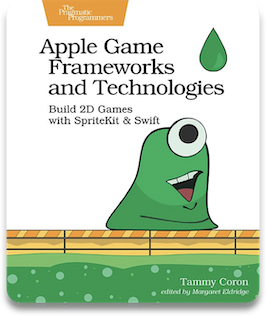 The
Pragmatic
Programmers
Apple Game
Frameworks
and Technologies
Build 2D Games
with SpriteKit & Swift
Tammy Coron
edited by Margaret Eldridge